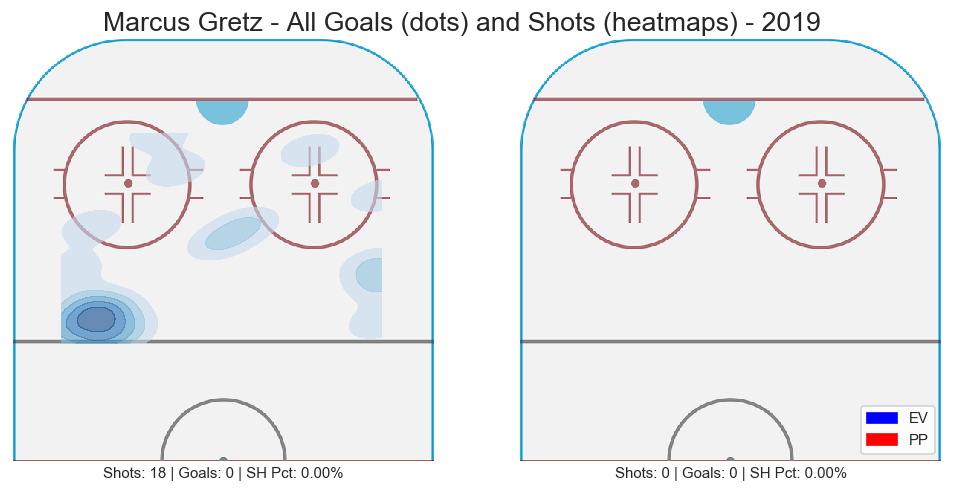 Marcus Gretz - All Goals (dots) and Shots (heatmaps) - 2019
EV
PP
Shots: 18 | Goals: 0 | SH Pct: 0.00%
Shots: 0 | Goals: 0 | SH Pct: 0.00%